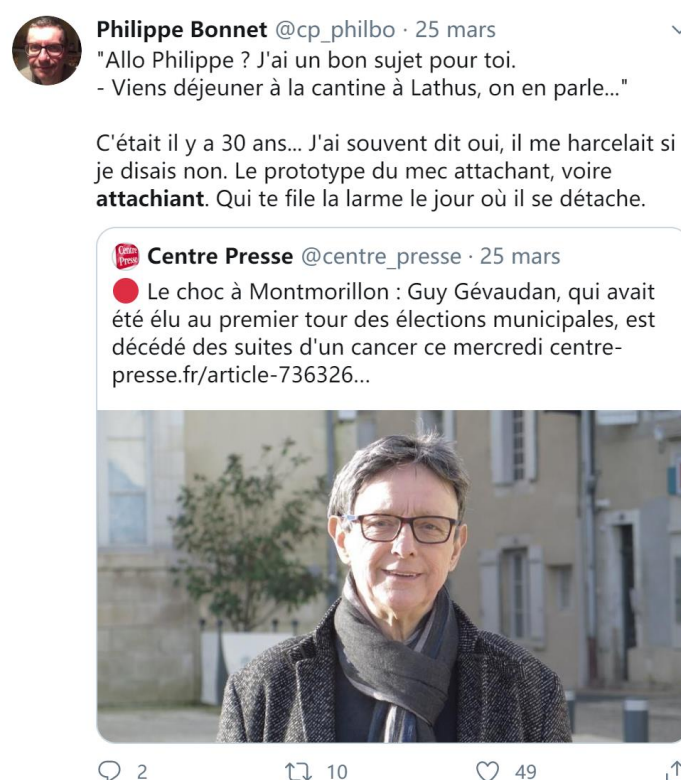 Philippe Bonnet @cp_philbo · 25 mars
"Allo Philippe ? J'ai un bon sujet pour toi.
- Viens déjeuner à la cantine à Lathus, on en parle..."
C'était il y a 30 ans... J'ai souvent dit oui, il me harcelait si
je disais non. Le prototype du mec attachant, voire
attachiant. Qui te file la larme le jour où il se détache.
Centre Presse
Centre Presse @centre_presse · 25 mars
Le choc à Montmorillon : Guy Gévaudan, qui avait
été élu au premier tour des élections municipales, est
décédé des suites d'un cancer ce mercredi centre-
presse.fr/article-736326...
2 10 49